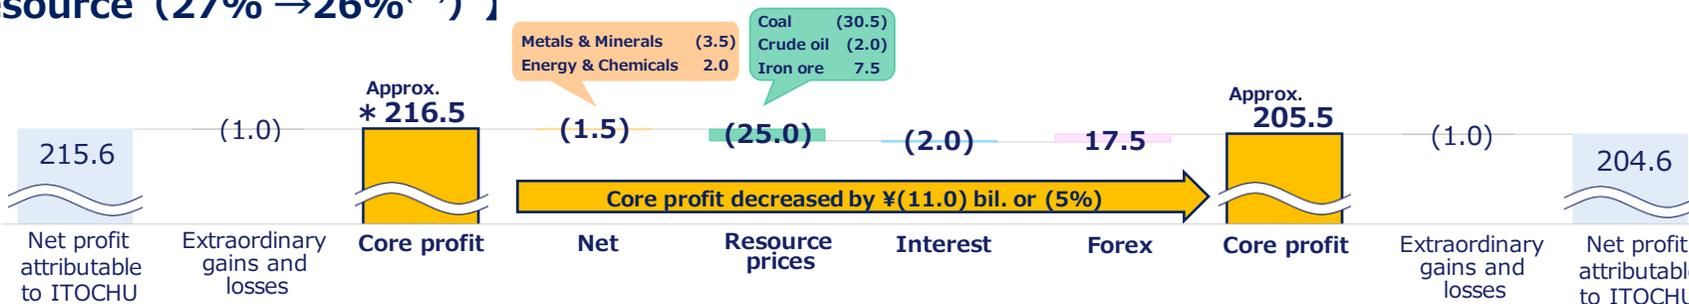 esource (27% →26%
Metals & Minerals (3.5)
Energy & Chemicals 2.0
Coal (30.5)
Crude oil (2.0)
Iron ore 7.5
Approx.
* 216.5
Approx.
205.5
215.6
(1.0)
(1.5)
(25.0)
(2.0)
17.5
(1.0)
204.6
Core profit decreased by ¥(11.0) bil. or (5%)
Net profit
attributable
to ITOCHU
Extraordinary
gains and
losses
Core profit
Net
Resource
prices
Interest
Forex
Core profit
Extraordinary
gains and
losses
Net profit
attributabl
to ITOCHU